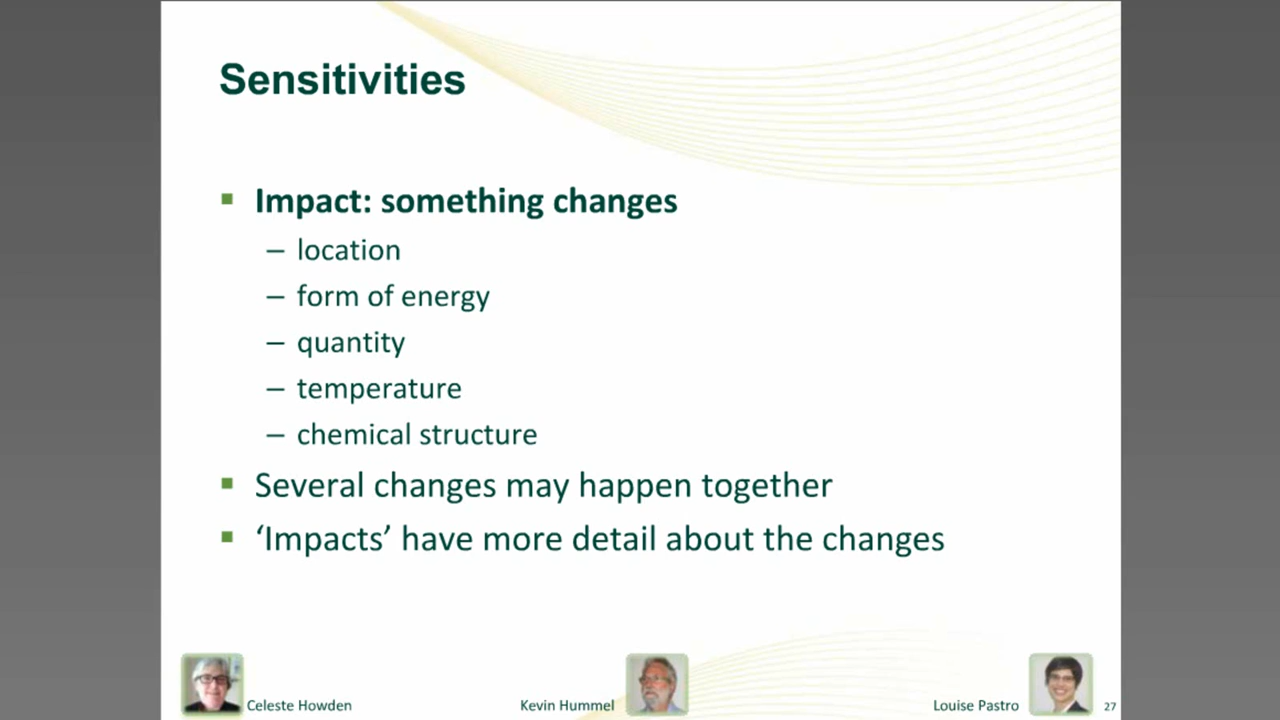 Sensitivities
▪ Impact: something changes
– location
– form of energy
– quantity
– temperature
– chemical structure
▪ Several changes may happen together
▪ ‘Impacts’ have more detail about the changes
Celeste Howden
Kevin Hummel
Louise Pastro
27